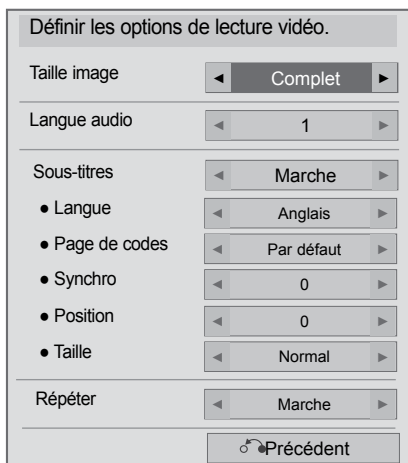 Définir les options de lecture vidéo.
Taille image ◄ Complet ►
Langue audio ◄ 1 ►
Sous-titres ◄ Marche ►
● Langue ◄ Anglais ►
● Page de codes ◄ Par défaut ►
● Synchro ◄ 0 ►
● Position ◄ 0 ►
● Taille ◄ Normal ►
Répéter ◄ Marche ►
Précédent